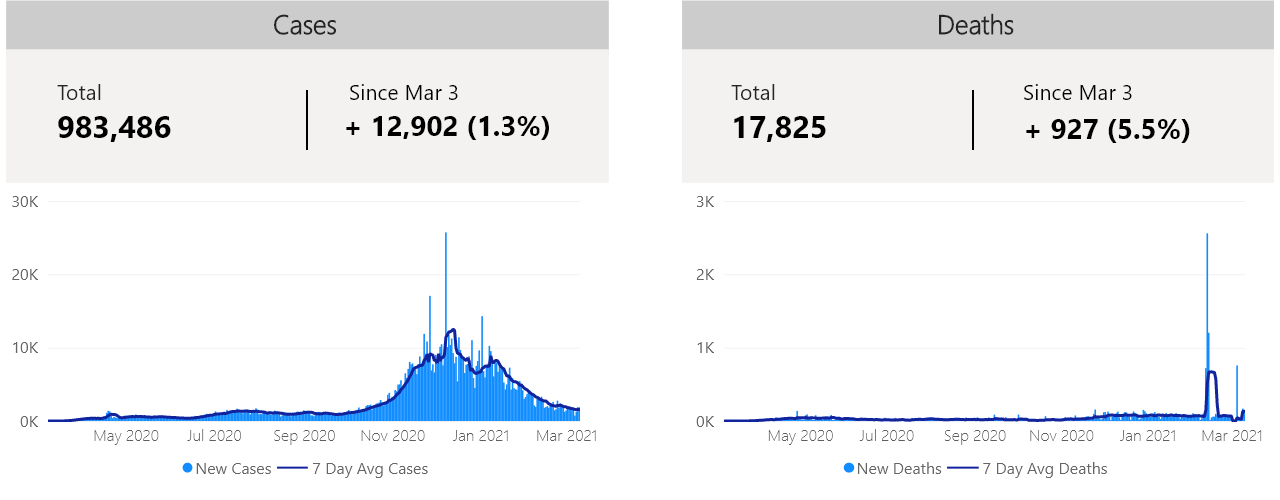 Cases
Total
983,486
Since Mar 3
+ 12,902 (1.3%)
30K
20K
10K
0K
May 2020 Jul 2020 Sep 2020 Nov 2020 Jan 2021 Mar 2021
New Cases 7 Day Avg Cases
Deaths
Total
17,825
Since Mar 3
+ 927 (5.5%)
3K
2K
1K
0K
May 2020 Jul 2020 Sep 2020 Nov 2020 Jan 2021 Mar 2021
New Deaths 7 Day Avg Deaths